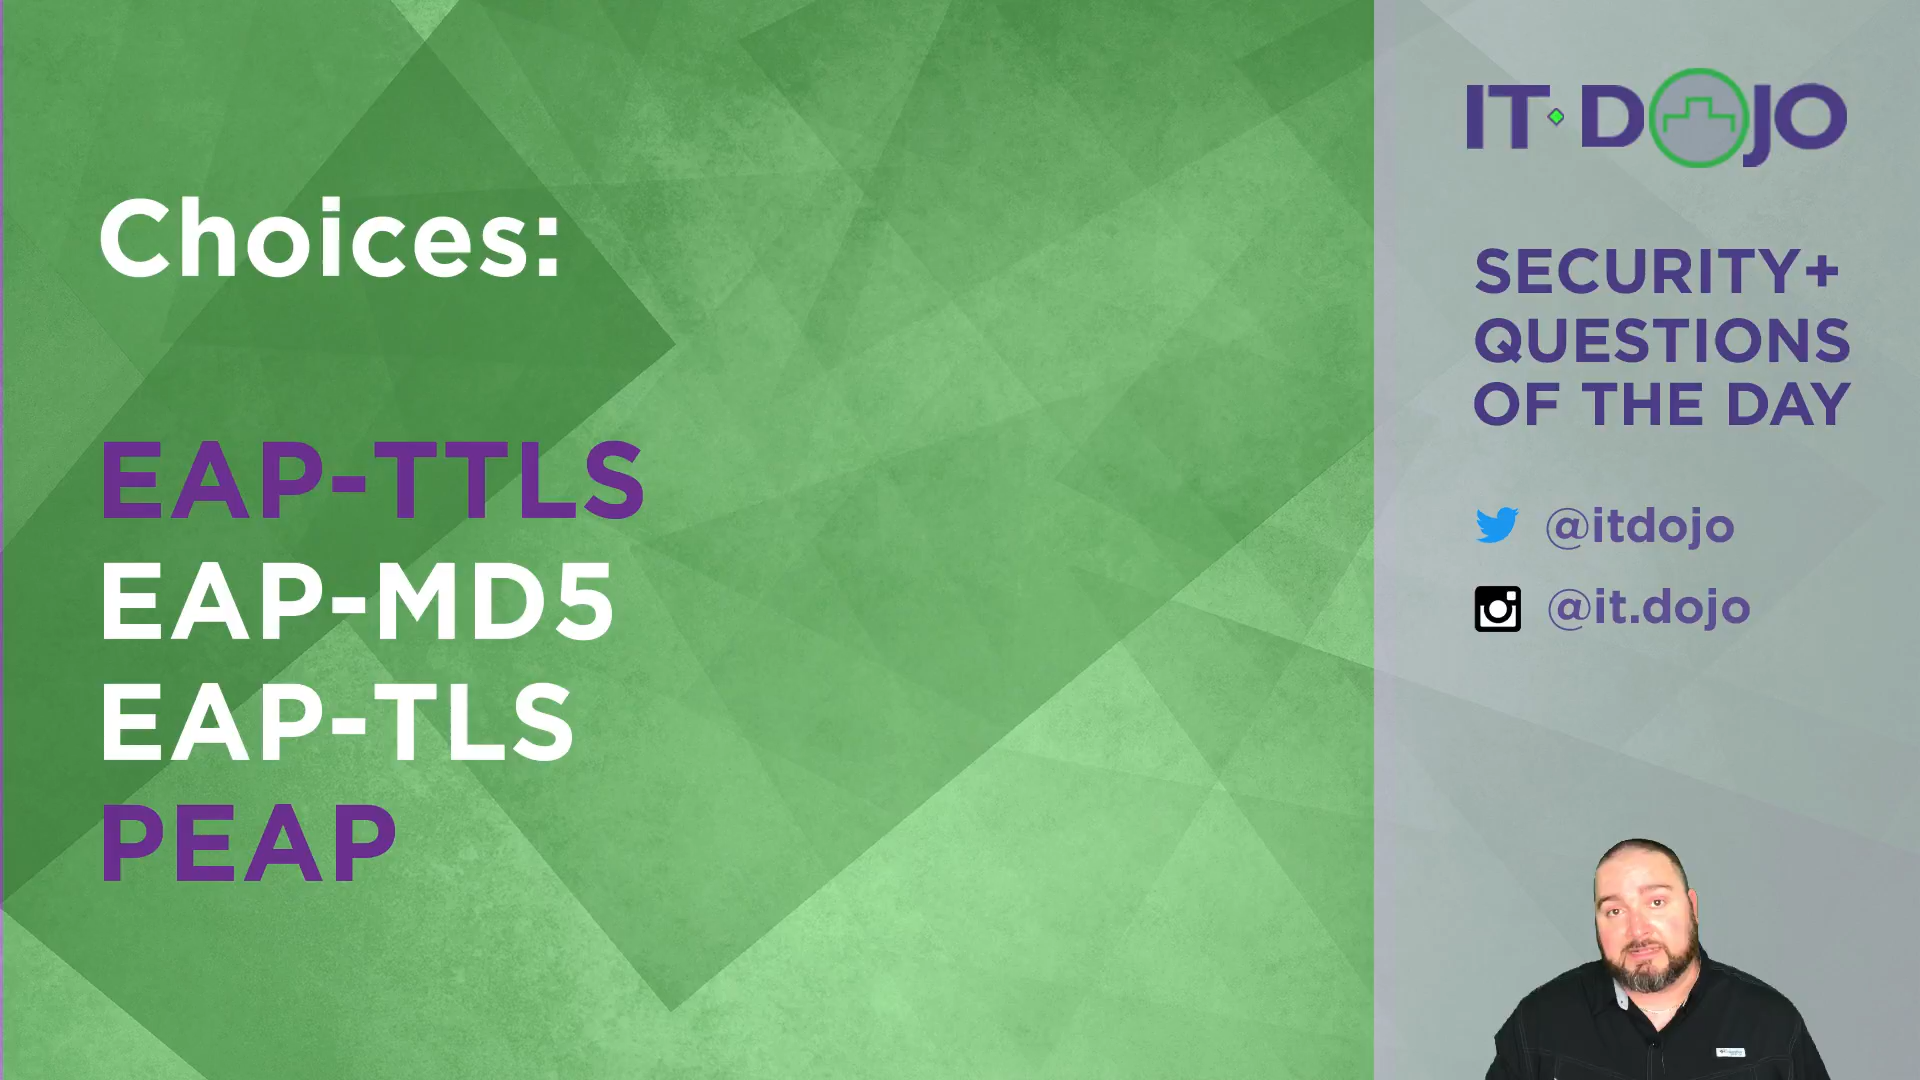 Choices:
EAP-TTLS
EAP-MD5
EAP-TLS
PEAP
IT DOJO
SECURITY+
QUESTIONS
OF THE DAY
@itdojo
@it.dojo